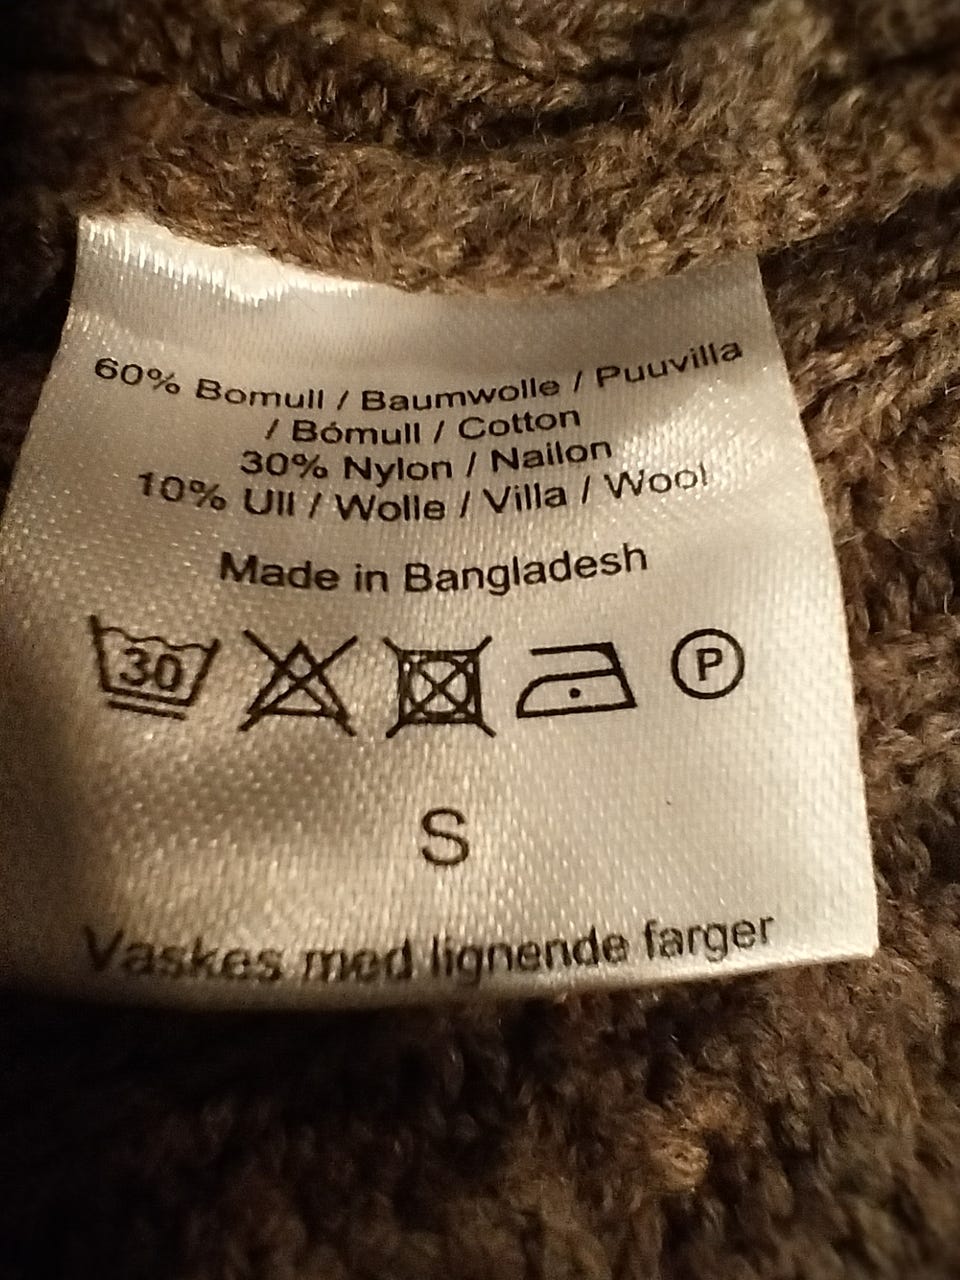 60% Bomull / Baumwolle / Puuvilla
/ Bómull / Cotton
30% Nylon / Nailon
10% Ull / Wolle / Villa / Wool
Made in Bangladesh
30 P
S
Vaskes med lignende farger